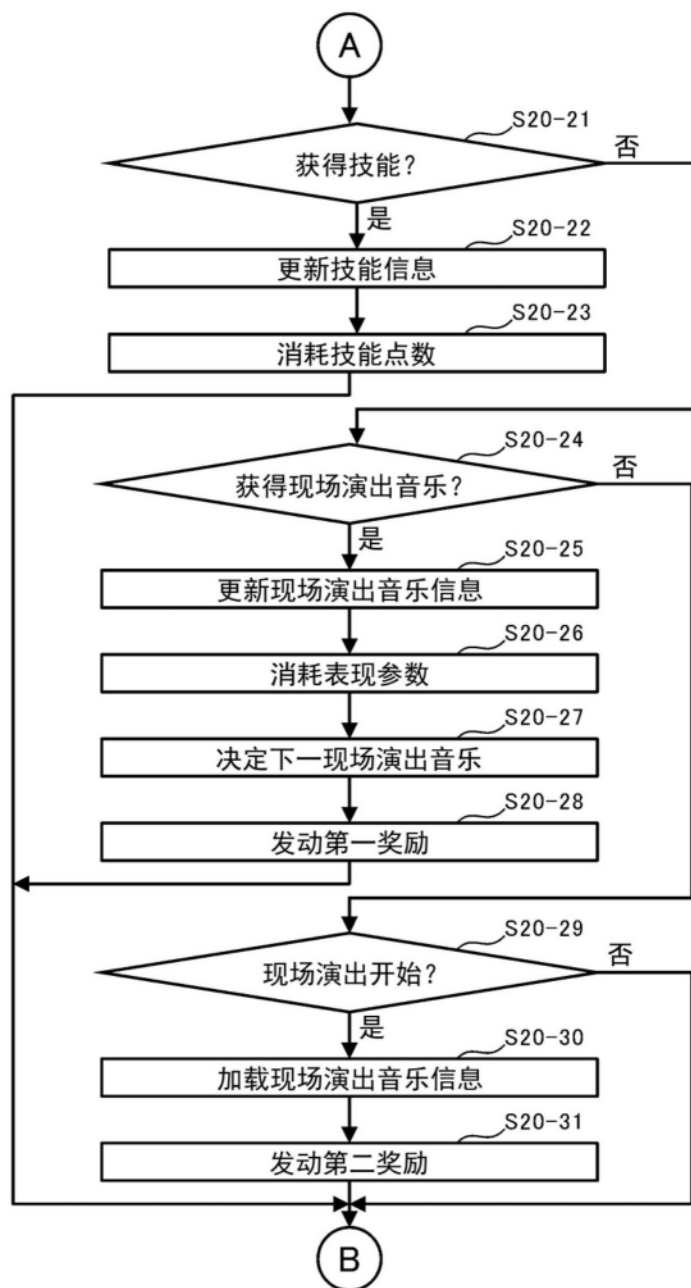 A
S20-21
获得技能?
否
是
S20-22
更新技能信息
S20-23
消耗技能点数
S20-24
获得现场演出音乐?
否
是
S20-25
更新现场演出音乐信息
S20-26
消耗表现参数
S20-27
决定下一现场演出音乐
S20-28
发动第一奖励
S20-29
现场演出开始?
否
是
S20-30
加载现场演出音乐信息
S20-31
发动第二奖励
B